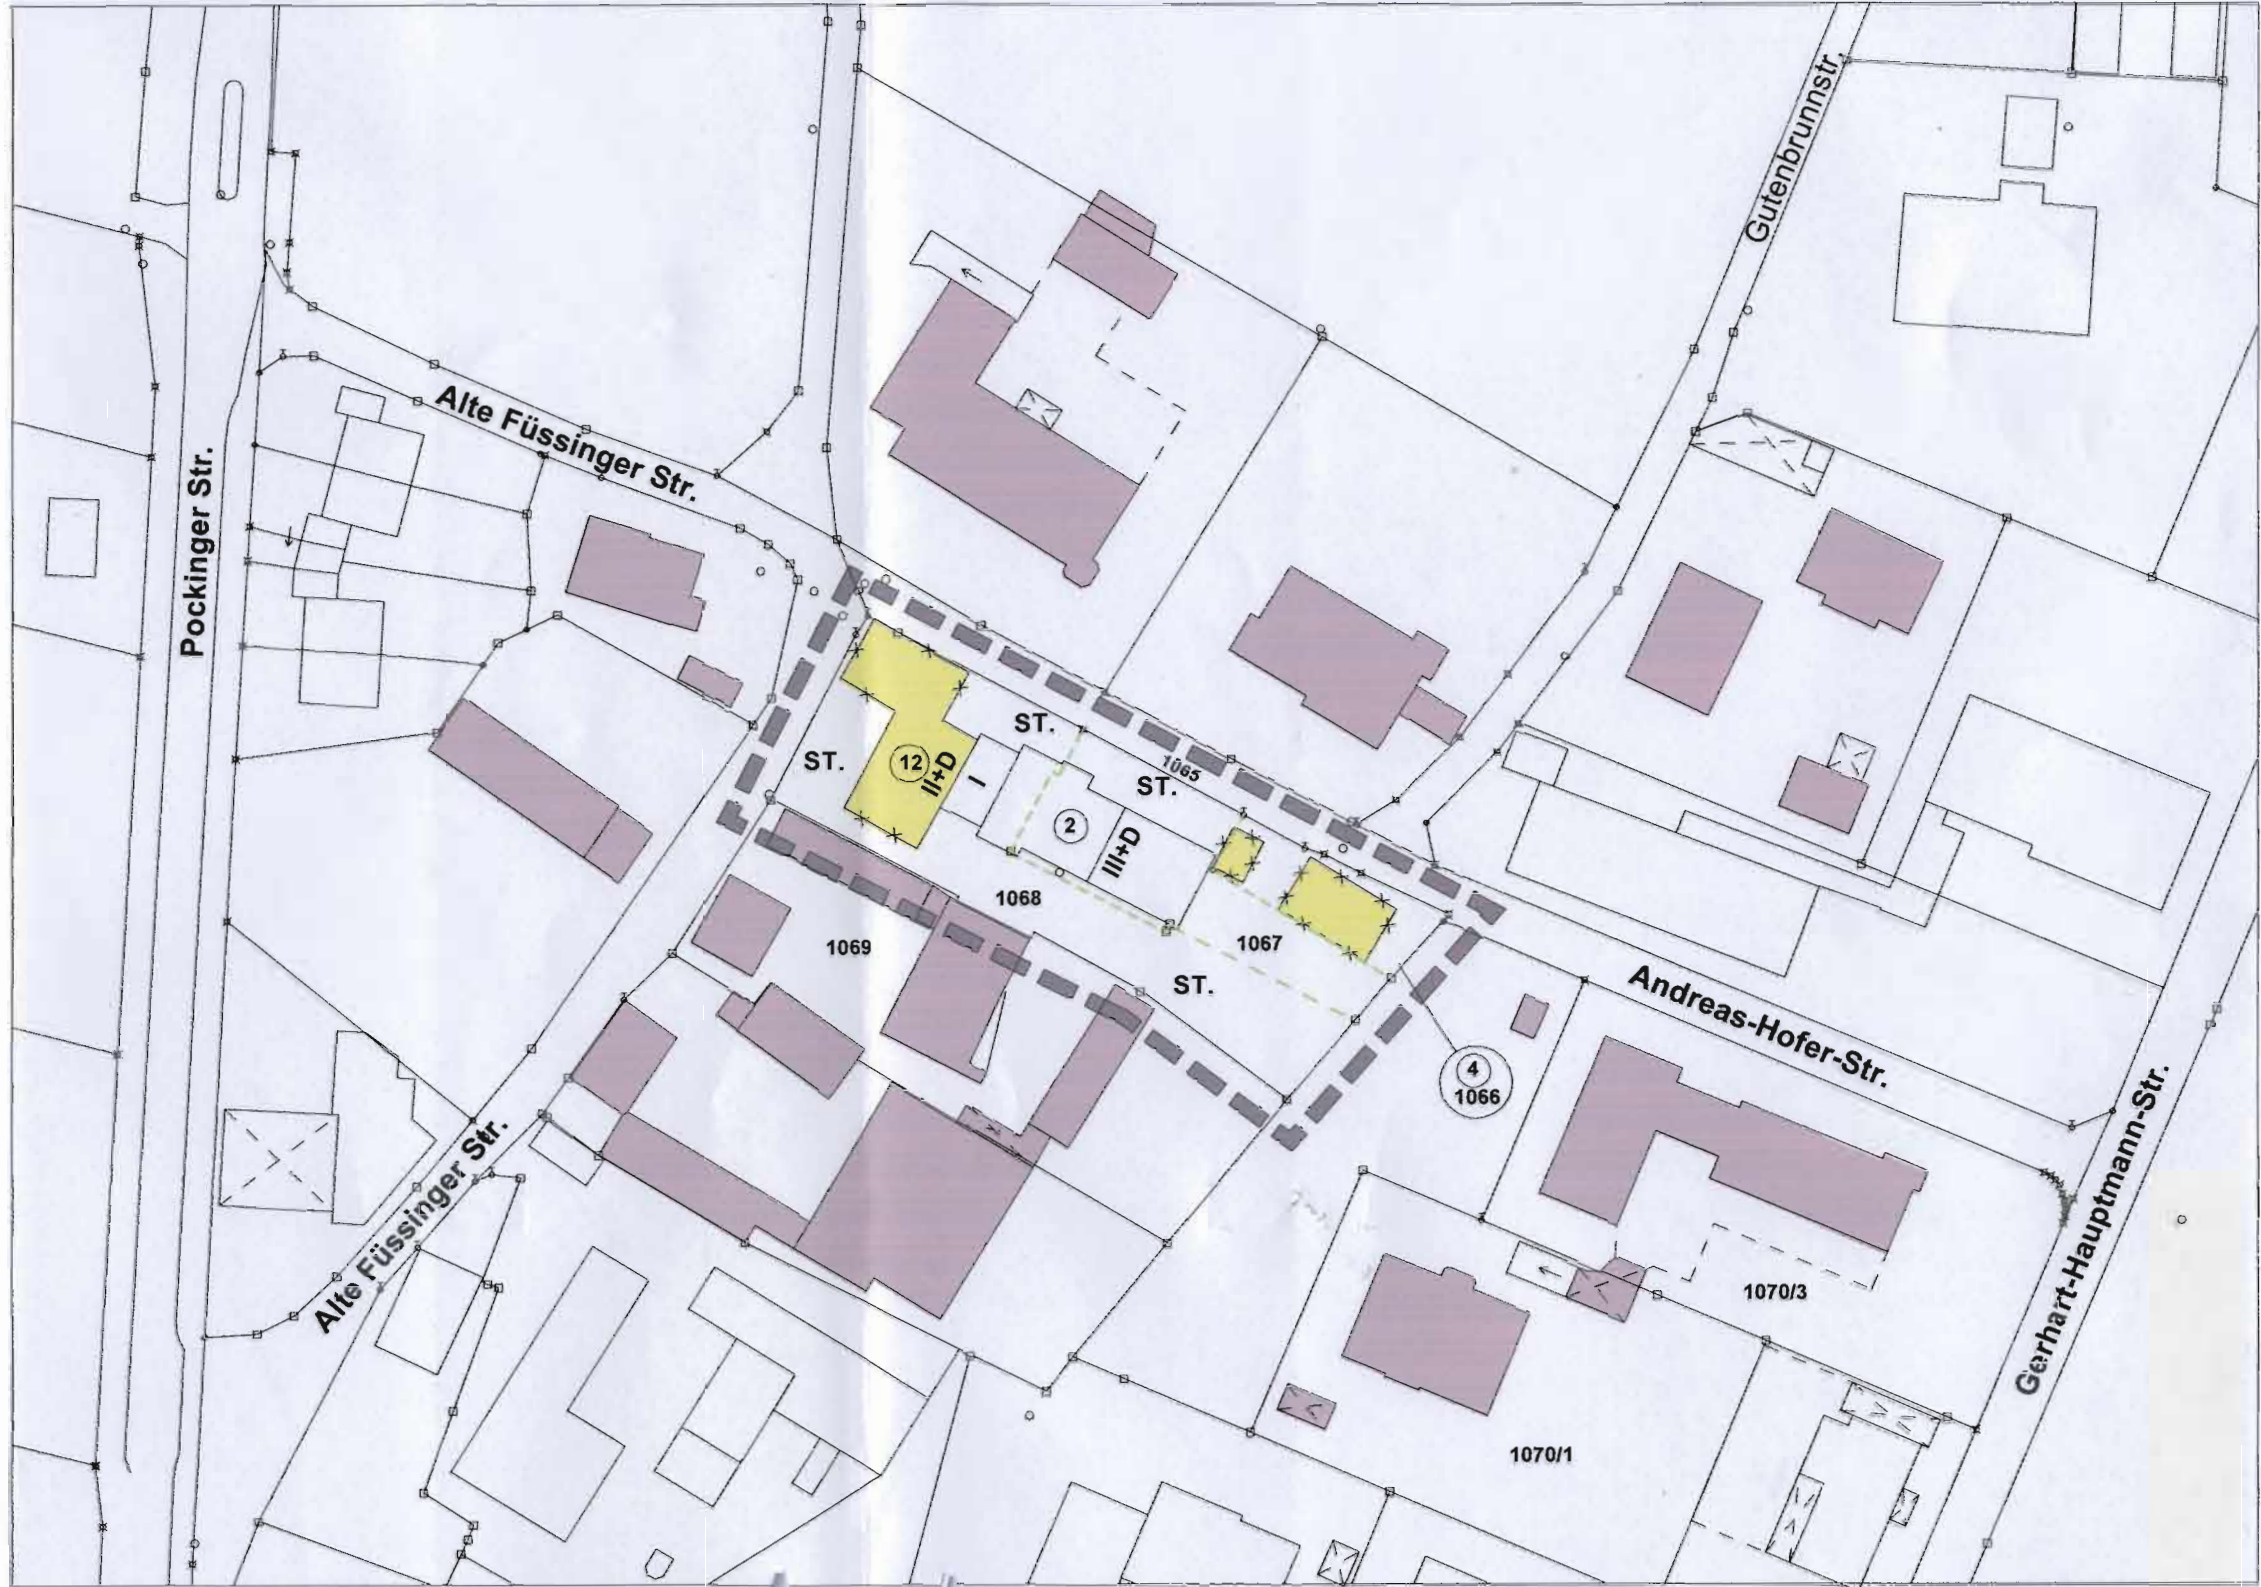 Gutenbrunnstr.
Alte Füssinger Str.
Pockinger Str.
ST.
ST.
1065
12
II+D
I
ST.
2
III+D
1068
1067
1069
ST.
Andreas-Hofer-Str.
4
1066
Alte Füssinger Str.
Gerhart-Hauptmann-Str.
1070/3
1070/1